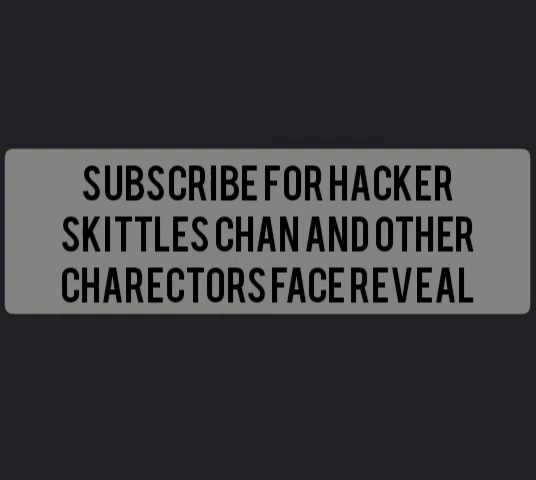 SUBSCRIBE FOR HACKER
SKITTLES CHAN AND OTHER
CHARECTORS FACE REVEAL